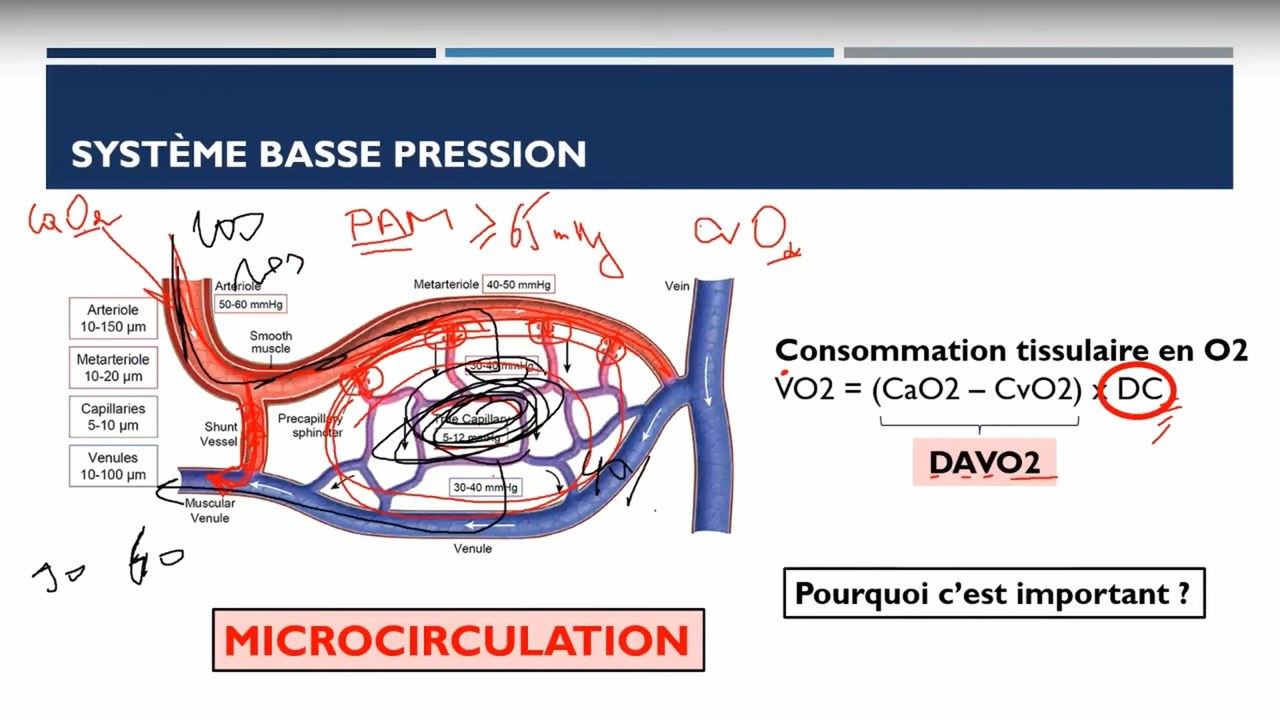 SYSTÈME BASSE PRESSION
CaO2
100
PAM ≥ 65 mmHg
CvO2
Arteriole
50-60 mmHg
Metarteriole
40-50 mmHg
Vein
Arteriole
10-150 µm
Metarteriole
10-20 µm
Capillaries
5-10 µm
Venules
10-100 µm
Smooth
muscle
30-40 mmHg
Shunt
Vessel
Precapillary
sphincter
True Capillary
5-12 mmHg
30-40 mmHg
Muscular
Venule
Venule
60
MICROCIRCULATION
Consommation tissulaire en O2
VO2 = (CaO2 – CvO2) x DC
DAVO2
Pourquoi c’est important ?